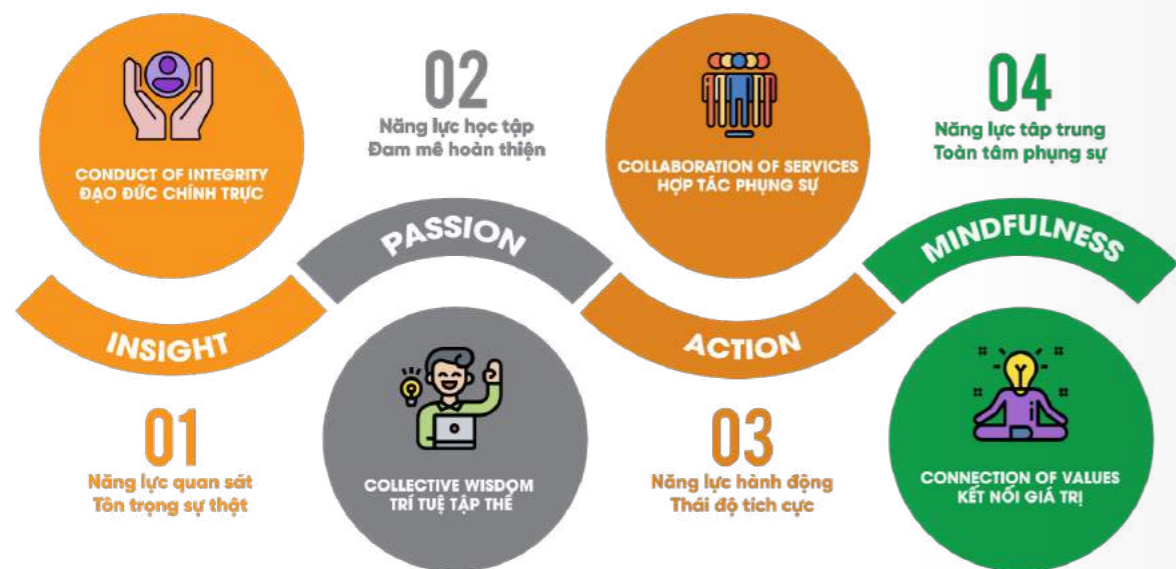 CONDUCT OF INTEGRITY
ĐẠO ĐỨC CHÍNH TRỰC
INSIGHT
01
Năng lực quan sát
Tôn trọng sự thật
02
Năng lực học tập
Đam mê hoàn thiện
PASSION
COLLECTIVE WISDOM
TRÍ TUỆ TẬP THỂ
COLLABORATION OF SERVICES
HỢP TÁC PHỤNG SỰ
ACTION
03
Năng lực hành động
Thái độ tích cực
04
Năng lực tâp trung
Toàn tâm phụng sự
MINDFULNESS
CONNECTION OF VALUES
KẾT NỐI GIÁ TRỊ